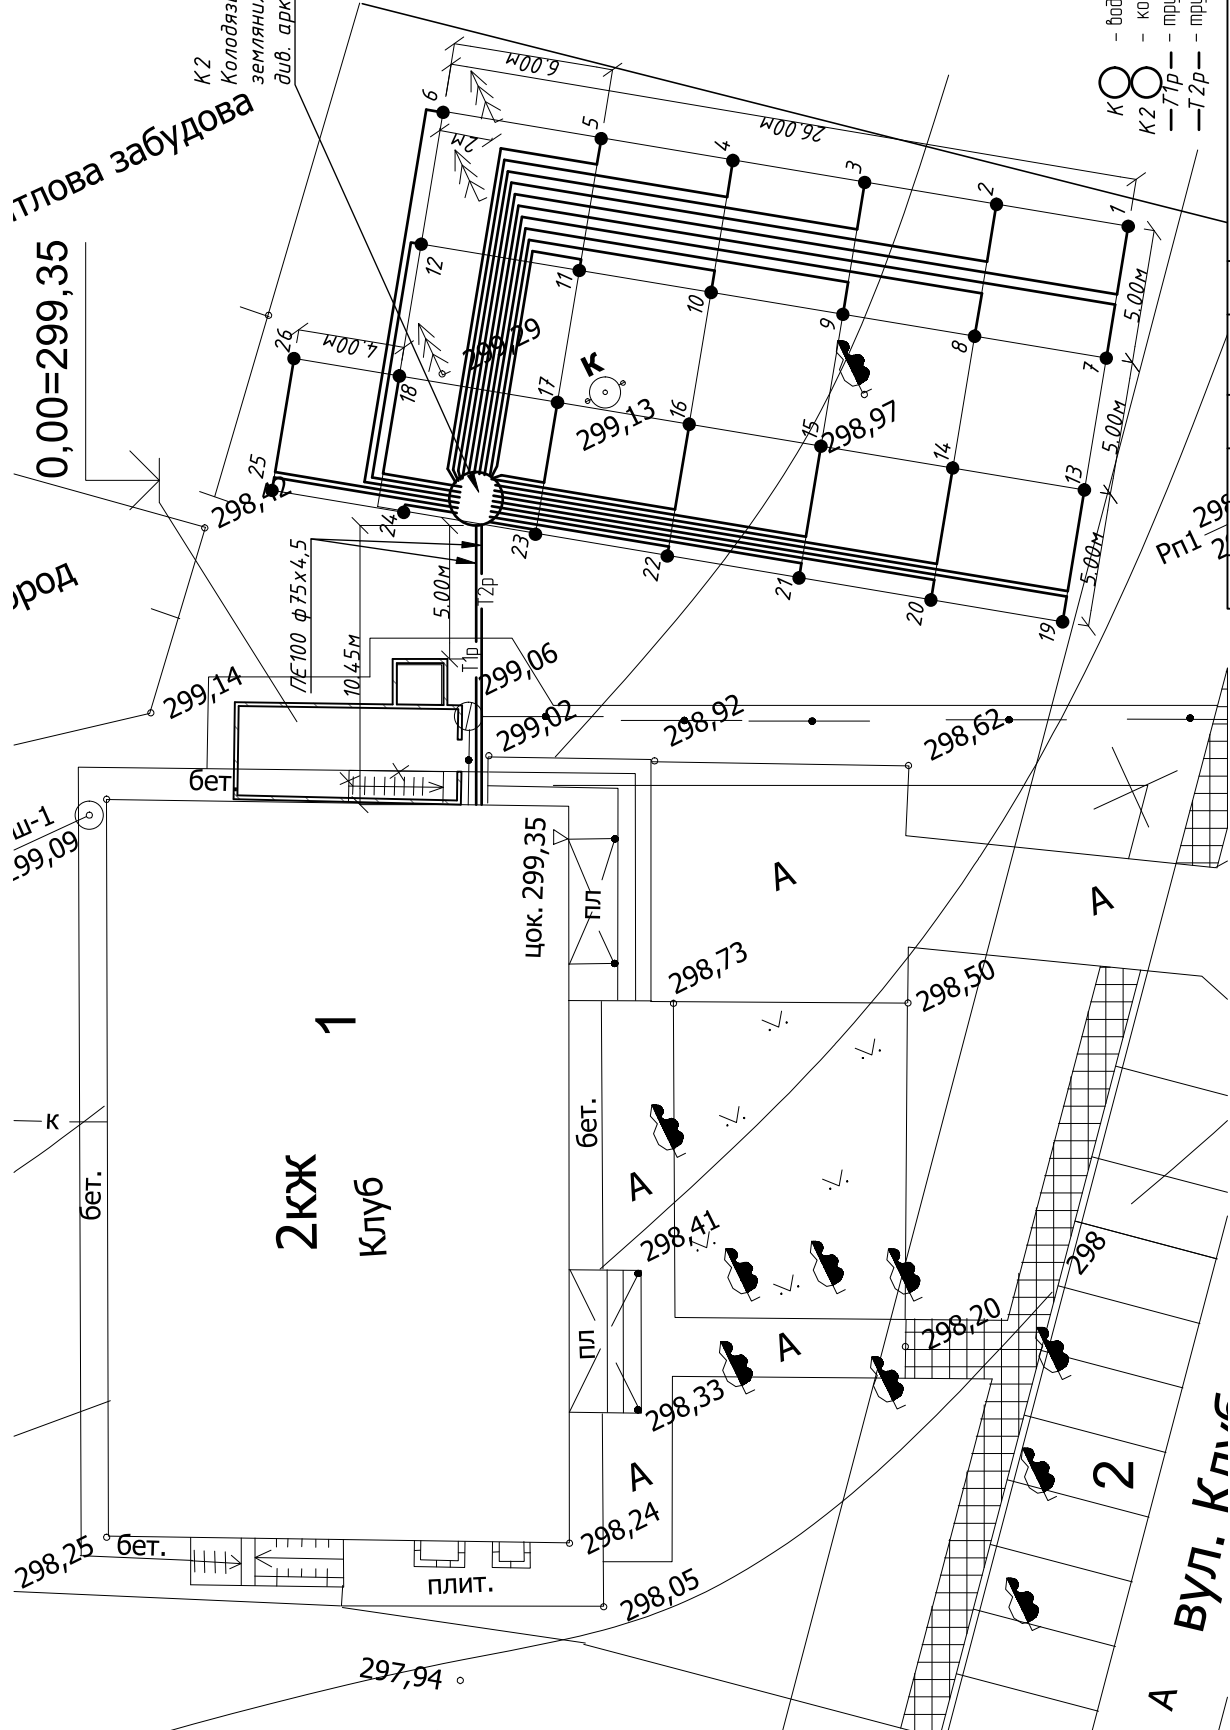 К2
Колодязь
земляни
див. арк
К
К2
Т1р
Т2р
тлова забудова
0,00=299,35
ород
6.00м
2м
26.00м
4.00м
5.00м
5.00м
5.00м
6
5
4
3
2
1
12
11
10
9
8
7
26
18
17
16
15
14
13
25
24
23
22
21
20
19
299,29
К
299,13
298,97
298,42
Рп1
ПЕ100 ф75х4,5
10.45м
5.00м
Т2р
Т1р
299,14
299,06
299,02
298,92
298,62
бет
ш-1
99,09
цок. 299,35
пл
А
А
298,73
298,50
1
2кж
Клуб
к
бет.
бет.
А
298,41
298
298,20
пл
А
298,33
А
2
298,24
298,25
бет.
плит.
298,05
297,94
А
вул. Клуб